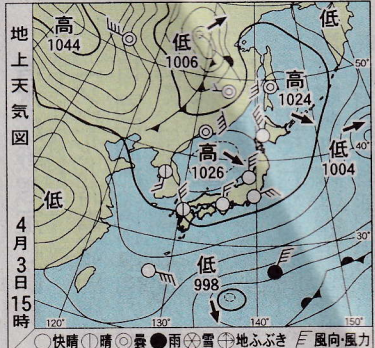 地上天気図
4月3日15時
高
1044
低
1006
低
高
1024
高
1026
低
1004
低
低
998
50°
40°
30°
120°
130°
140°
150°
快晴 晴 曇 雨 雪 地ふぶき 風向・風力